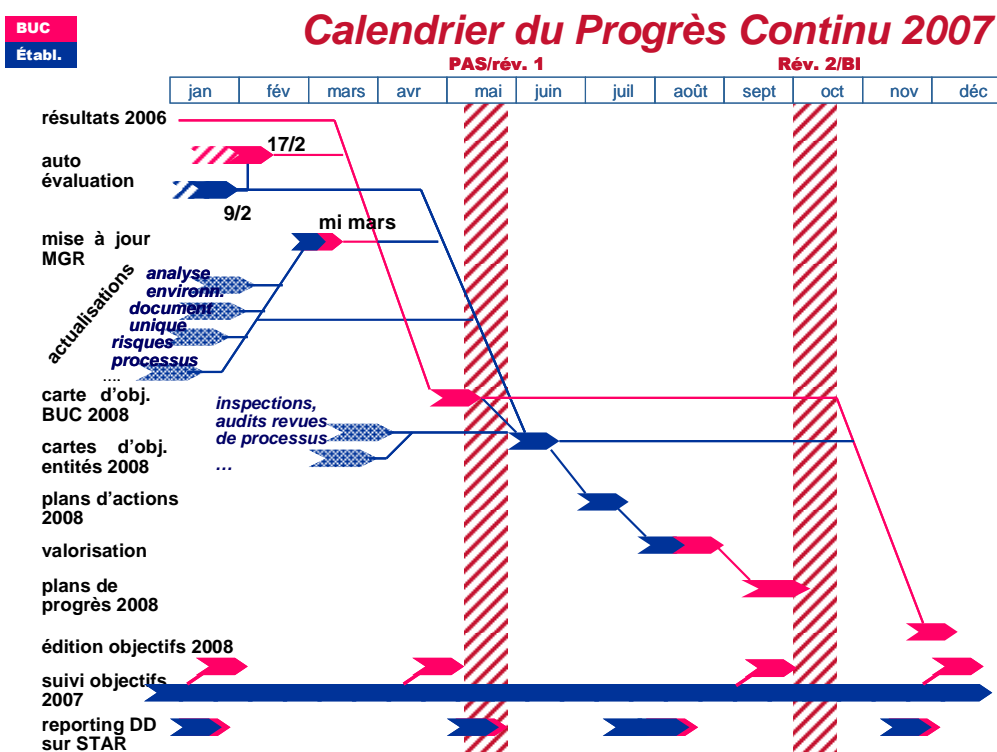 BUC
Établ.
Calendrier du Progrès Continu 2007
PAS/rév. 1
Rév. 2/BI
jan fév mars avr mai juin juil août sept oct nov déc
résultats 2006
17/2
auto
évaluation
9/2
mi mars
mise à jour
MGR
actualisations
analyse
environn.
document
unique
risques
processus
....
carte d'obj.
BUC 2008
inspections,
audits revues
de processus
…
cartes d'obj.
entités 2008
plans d'actions
2008
valorisation
plans de
progrès 2008
édition objectifs 2008
suivi objectifs
2007
reporting DD
sur STAR